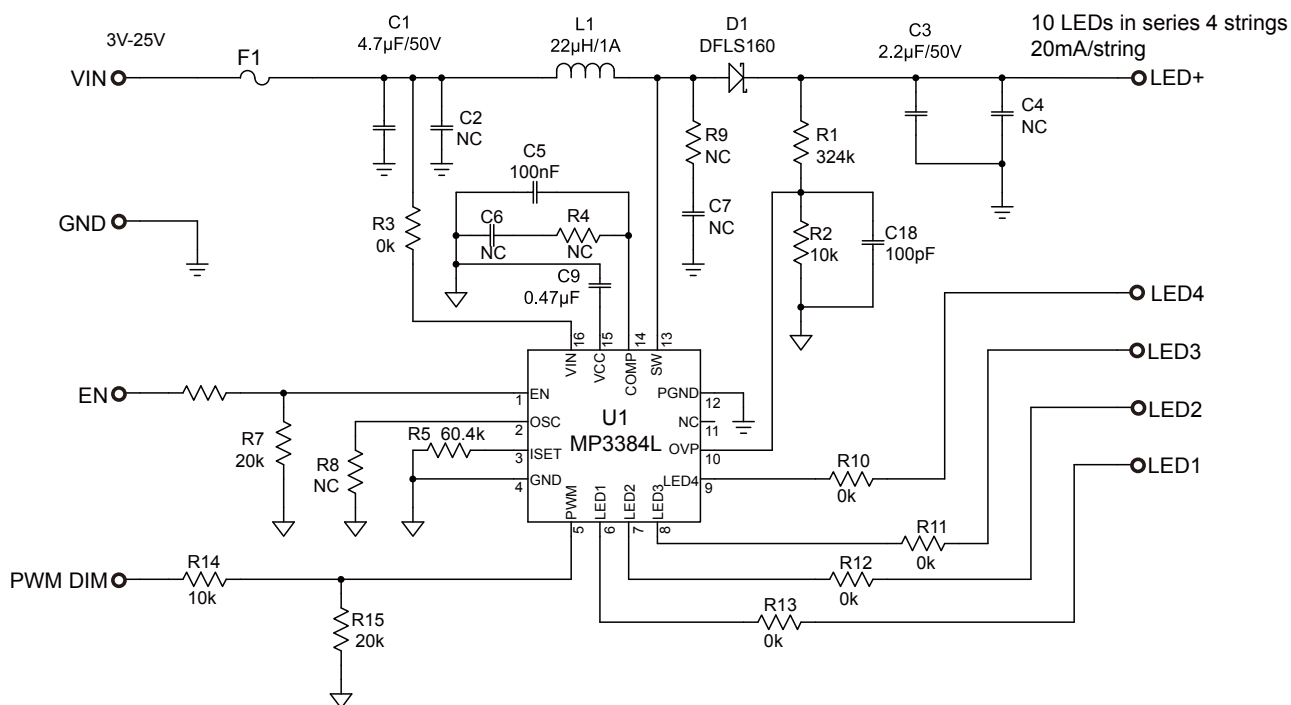 C1
4.7µF/50V
L1
22µH/1A
D1
DFLS160
C3
2.2µF/50V
10 LEDs in series 4 strings
20mA/string
3V-25V
VIN
F1
LED+
C2
NC
R9
NC
R1
324k
C4
NC
C5
100nF
C7
NC
GND
R3
0k
C6
NC
R4
NC
R2
10k
C18
100pF
C9
0.47µF
LED4
16
15
14
13
VIN
VCC
COMP
SW
LED3
EN
1
EN
PGND
12
U1
MP3384L
LED2
2
OSC
NC
11
R7
20k
R8
NC
R5 60.4k
3
ISET
OVP
10
LED1
4
GND
LED4
9
R10
0k
PWM
LED1
LED2
LED3
5
6
7
8
R11
0k
PWM DIM
R14
10k
R12
0k
R15
20k
R13
0k